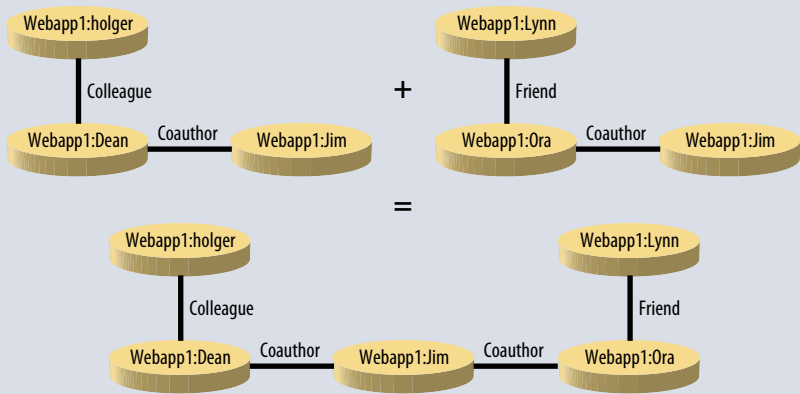 Webapp1:holger
Webapp1:Lynn
Colleague
+
Friend
Webapp1:Dean
Coauthor
Webapp1:Jim
Webapp1:Ora
Coauthor
Webapp1:Jim
=
Webapp1:holger
Webapp1:Lynn
Colleague
Friend
Webapp1:Dean
Coauthor
Webapp1:Jim
Coauthor
Webapp1:Ora